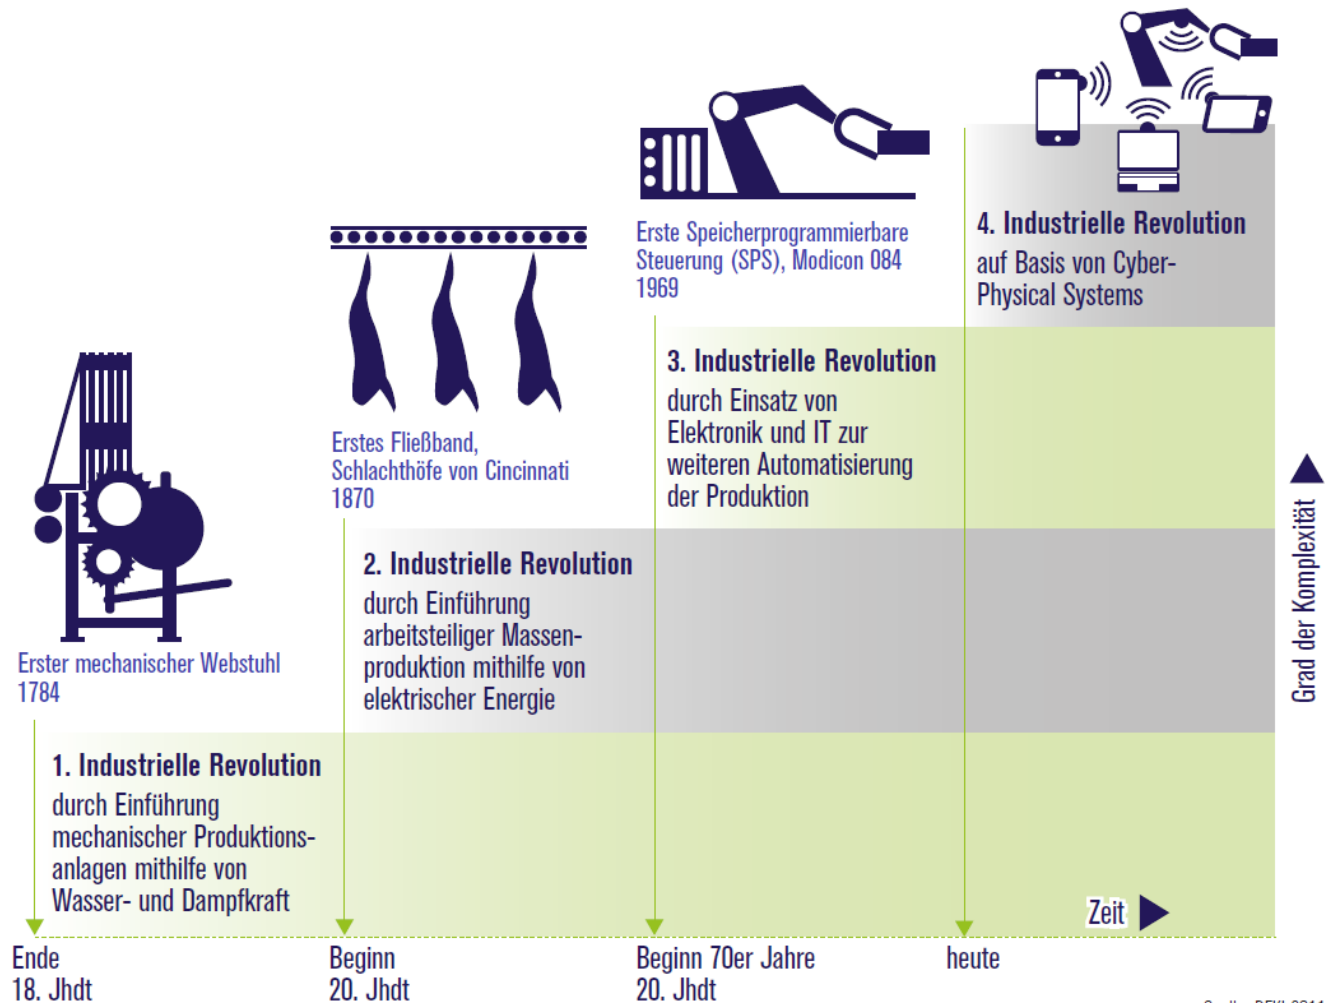 Erster mechanischer Webstuhl
1784
Erstes Fließband,
Schlachthöfe von Cincinnati
1870
Erste Speicherprogrammierbare
Steuerung (SPS), Modicon 084
1969
4. Industrielle Revolution
auf Basis von Cyber-
Physical Systems
3. Industrielle Revolution
durch Einsatz von
Elektronik und IT zur
weiteren Automatisierung
der Produktion
2. Industrielle Revolution
durch Einführung
arbeitsteiliger Massen-
produktion mithilfe von
elektrischer Energie
1. Industrielle Revolution
durch Einführung
mechanischer Produktions-
anlagen mithilfe von
Wasser- und Dampfkraft
Grad der Komplexität
Zeit
Ende
18. Jhdt
Beginn
20. Jhdt
Beginn 70er Jahre
20. Jhdt
heute